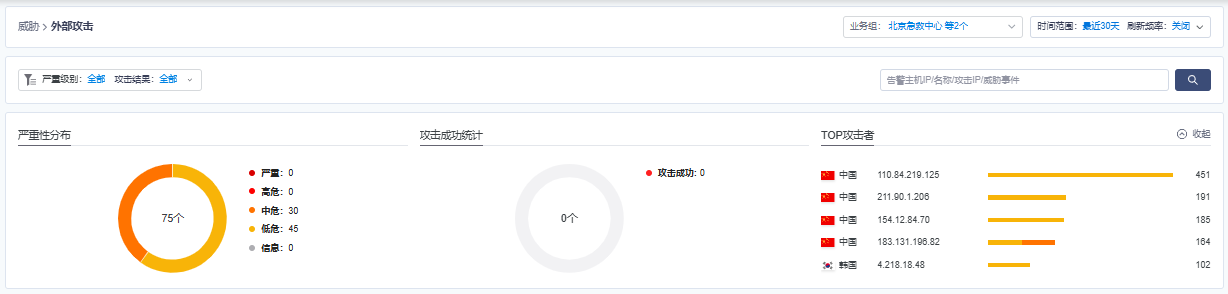 威胁 > 外部攻击
业务组： 北京急救中心 等2个
时间范围：最近30天 刷新频率：关闭
严重级别：全部 攻击结果：全部
告警主机IP/名称/攻击IP/威胁事件
严重性分布
75个
严重：0
高危：0
中危：30
低危：45
信息：0
攻击成功统计
0个
攻击成功：0
TOP攻击者
收起
中国 110.84.219.125 451
中国 211.90.1.206 191
中国 154.12.84.70 185
中国 183.131.196.82 164
韩国 4.218.18.48 102